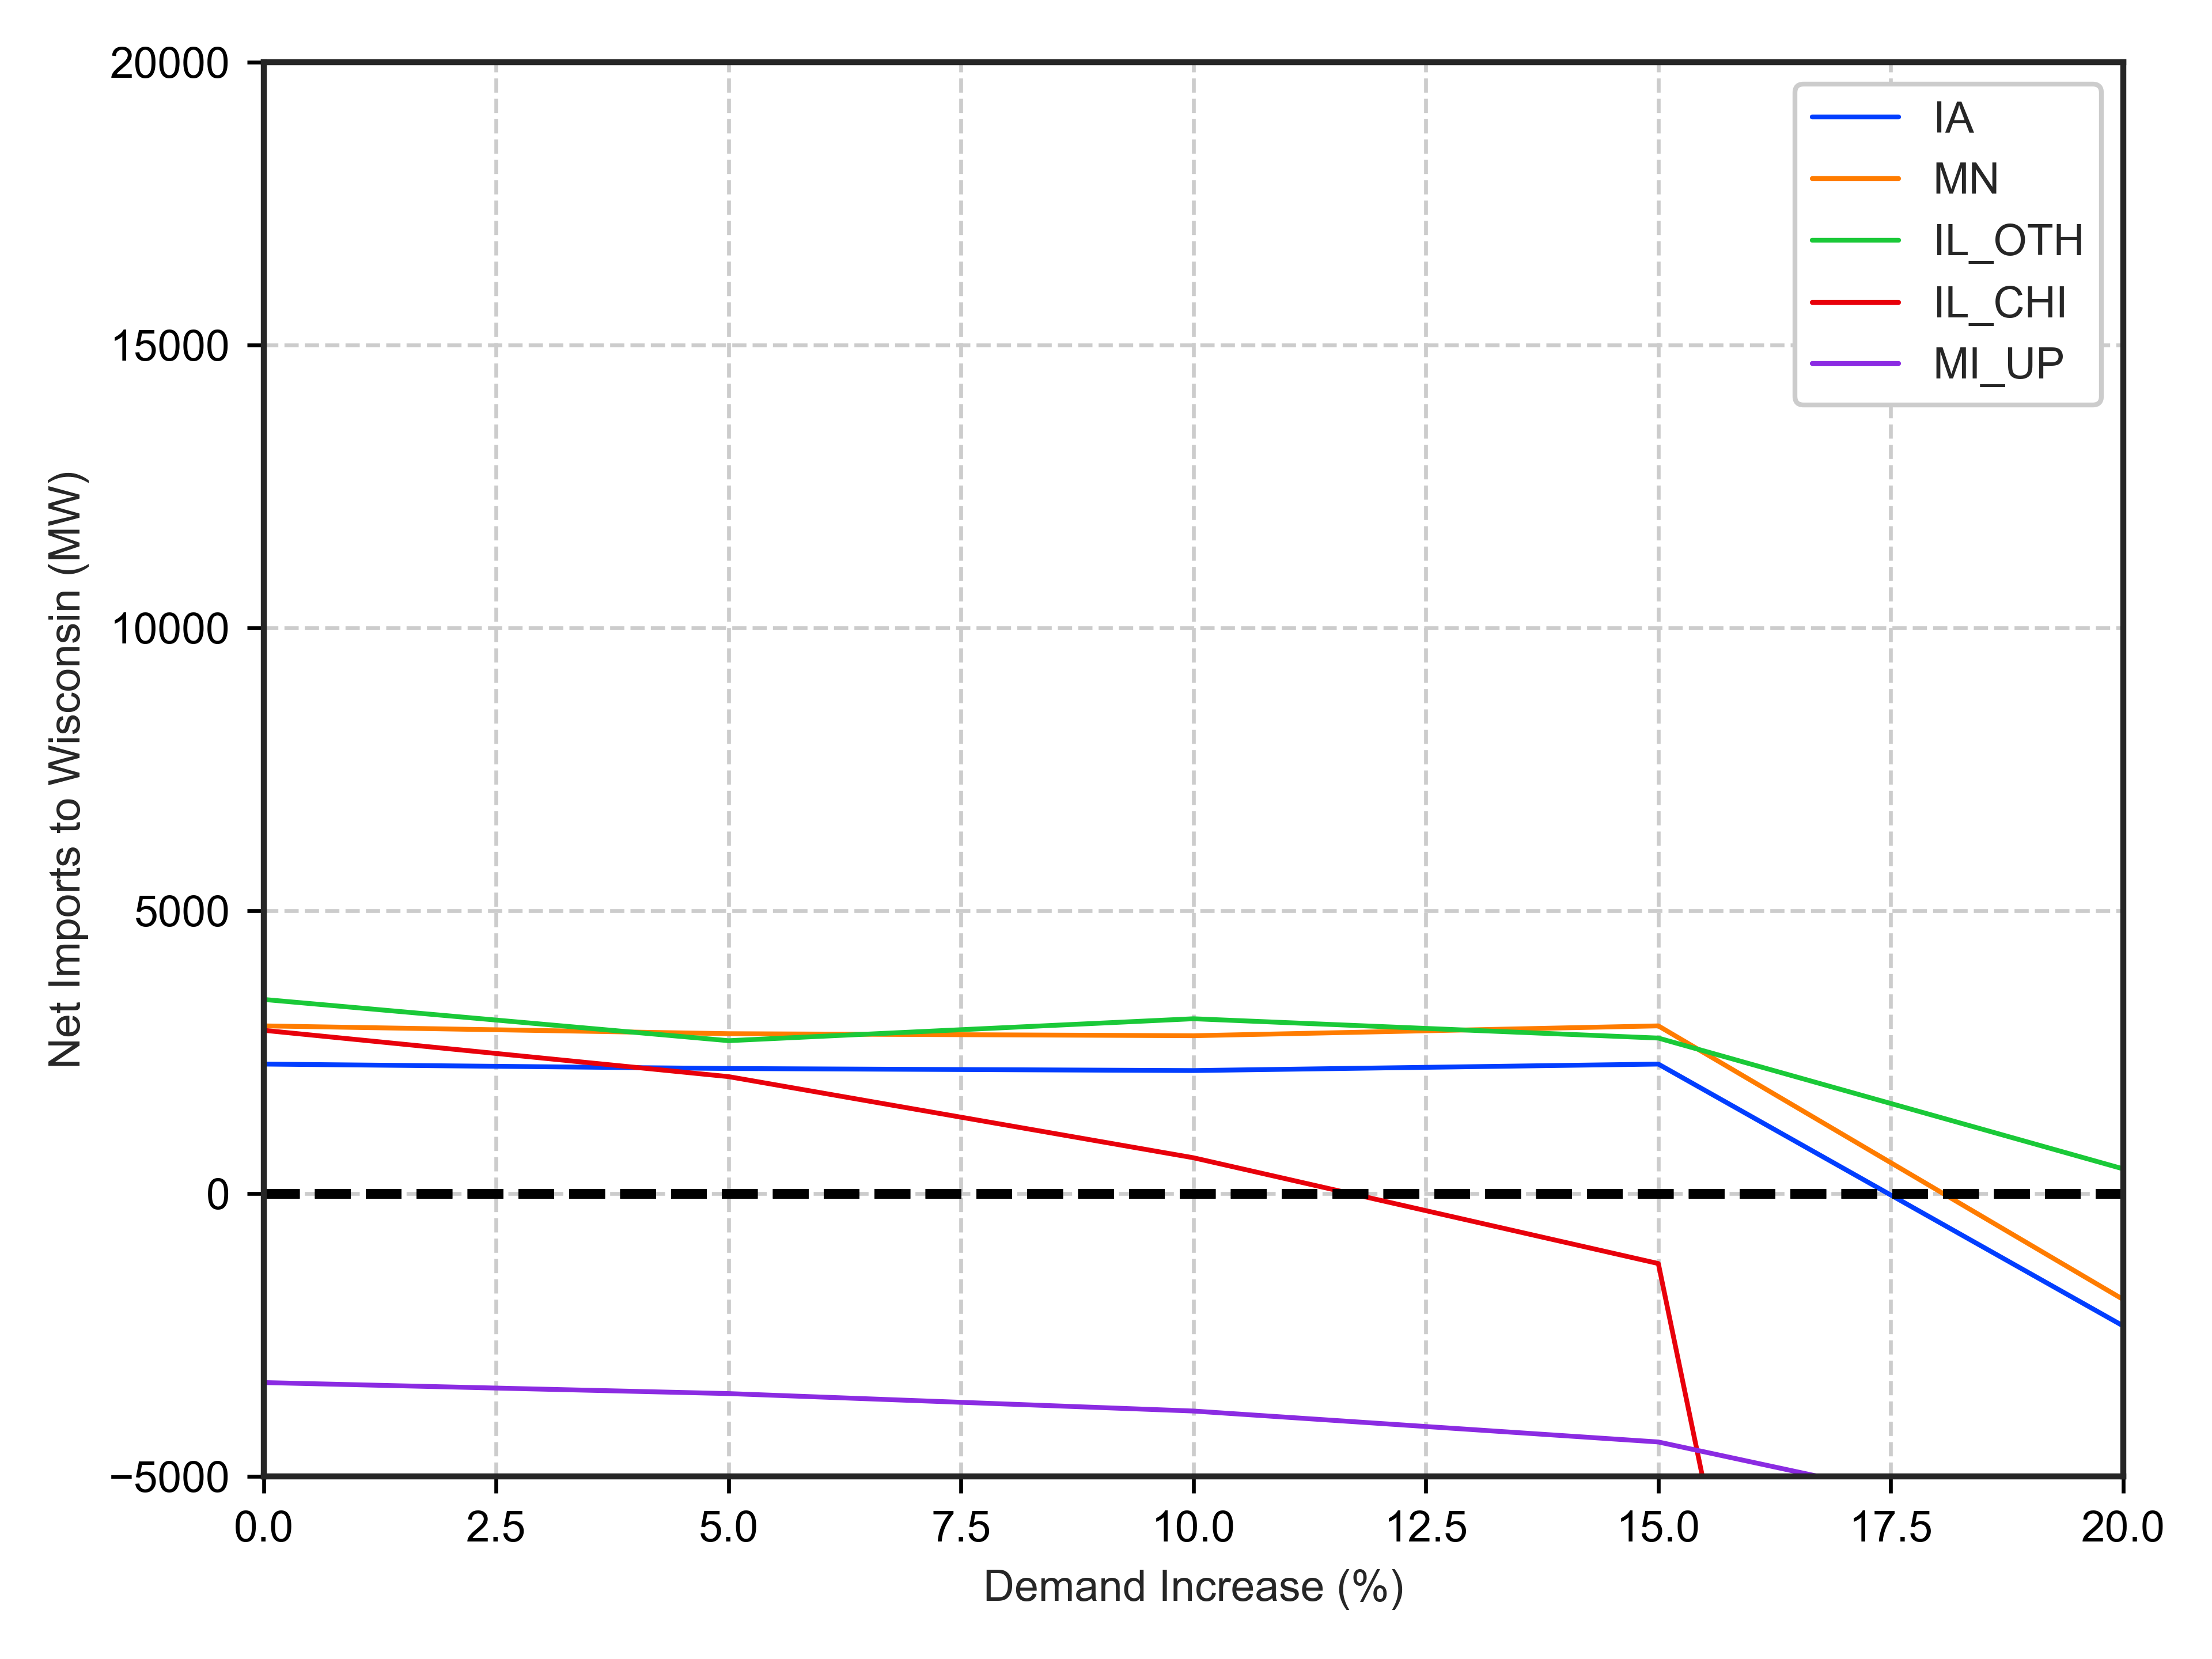 20000
15000
10000
5000
0
−5000
Net Imports to Wisconsin (MW)
IA
MN
IL_OTH
IL_CHI
MI_UP
0.0 2.5 5.0 7.5 10.0 12.5 15.0 17.5 20.0
Demand Increase (%)